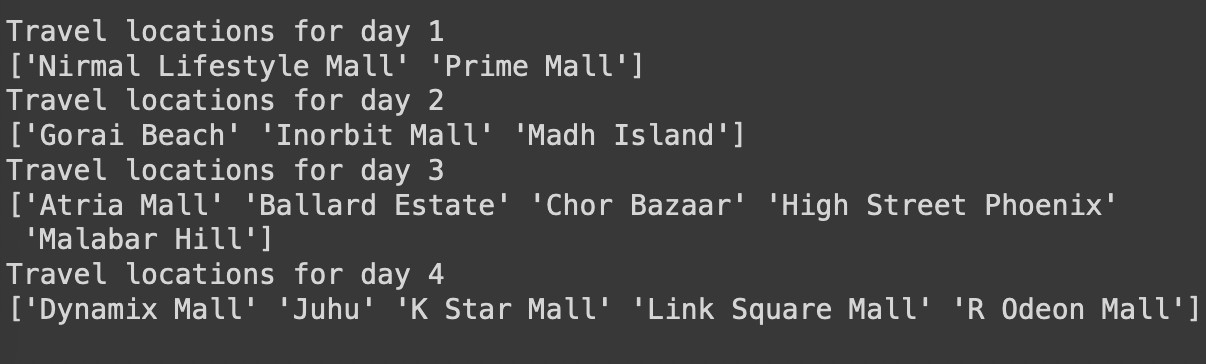 Travel locations for day 1
['Nirmal Lifestyle Mall' 'Prime Mall']
Travel locations for day 2
['Gorai Beach' 'Inorbit Mall' 'Madh Island']
Travel locations for day 3
['Atria Mall' 'Ballard Estate' 'Chor Bazaar' 'High Street Phoenix'
 'Malabar Hill']
Travel locations for day 4
['Dynamix Mall' 'Juhu' 'K Star Mall' 'Link Square Mall' 'R Odeon Mall']